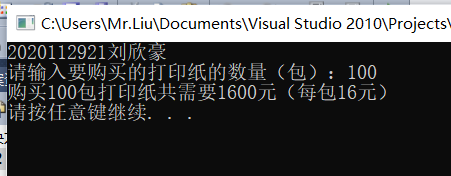 C:\Users\Mr.Liu\Documents\Visual Studio 2010\Projects\
2020112921刘欣豪
请输入要购买的打印纸的数量（包）：100
购买100包打印纸共需要1600元（每包16元）
请按任意键继续. . .